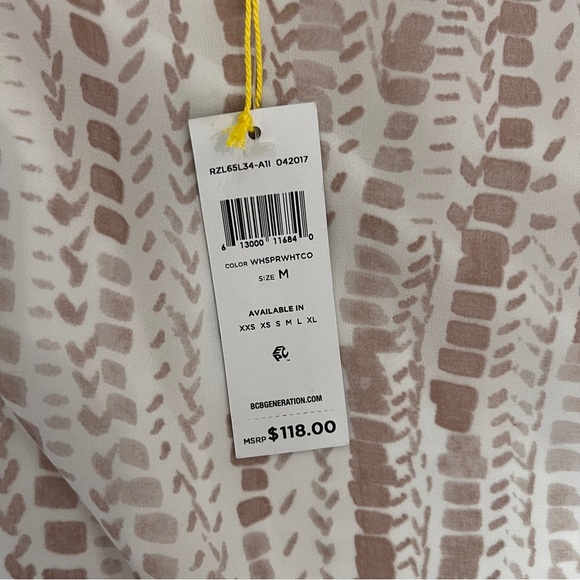 RZL65L34-A1I 042017
6 13000 11684 0
COLOR WHSPRWHTCO
SIZE M
AVAILABLE IN
XXS XS S M L XL
BCBGENERATION.COM
MSRP $118.00